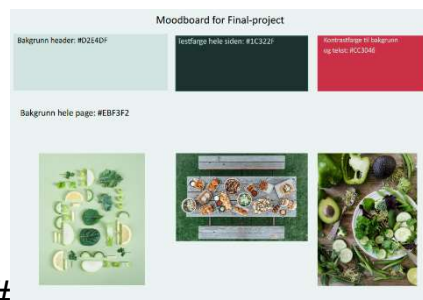 Moodboard for Final-project
Bakgrunn header: #D2E4DF
Testfarge hele siden: #1C322F
Kontrastfarge til bakgrunn
og tekst: #CC3046
Bakgrunn hele page: #EBF3F2
#